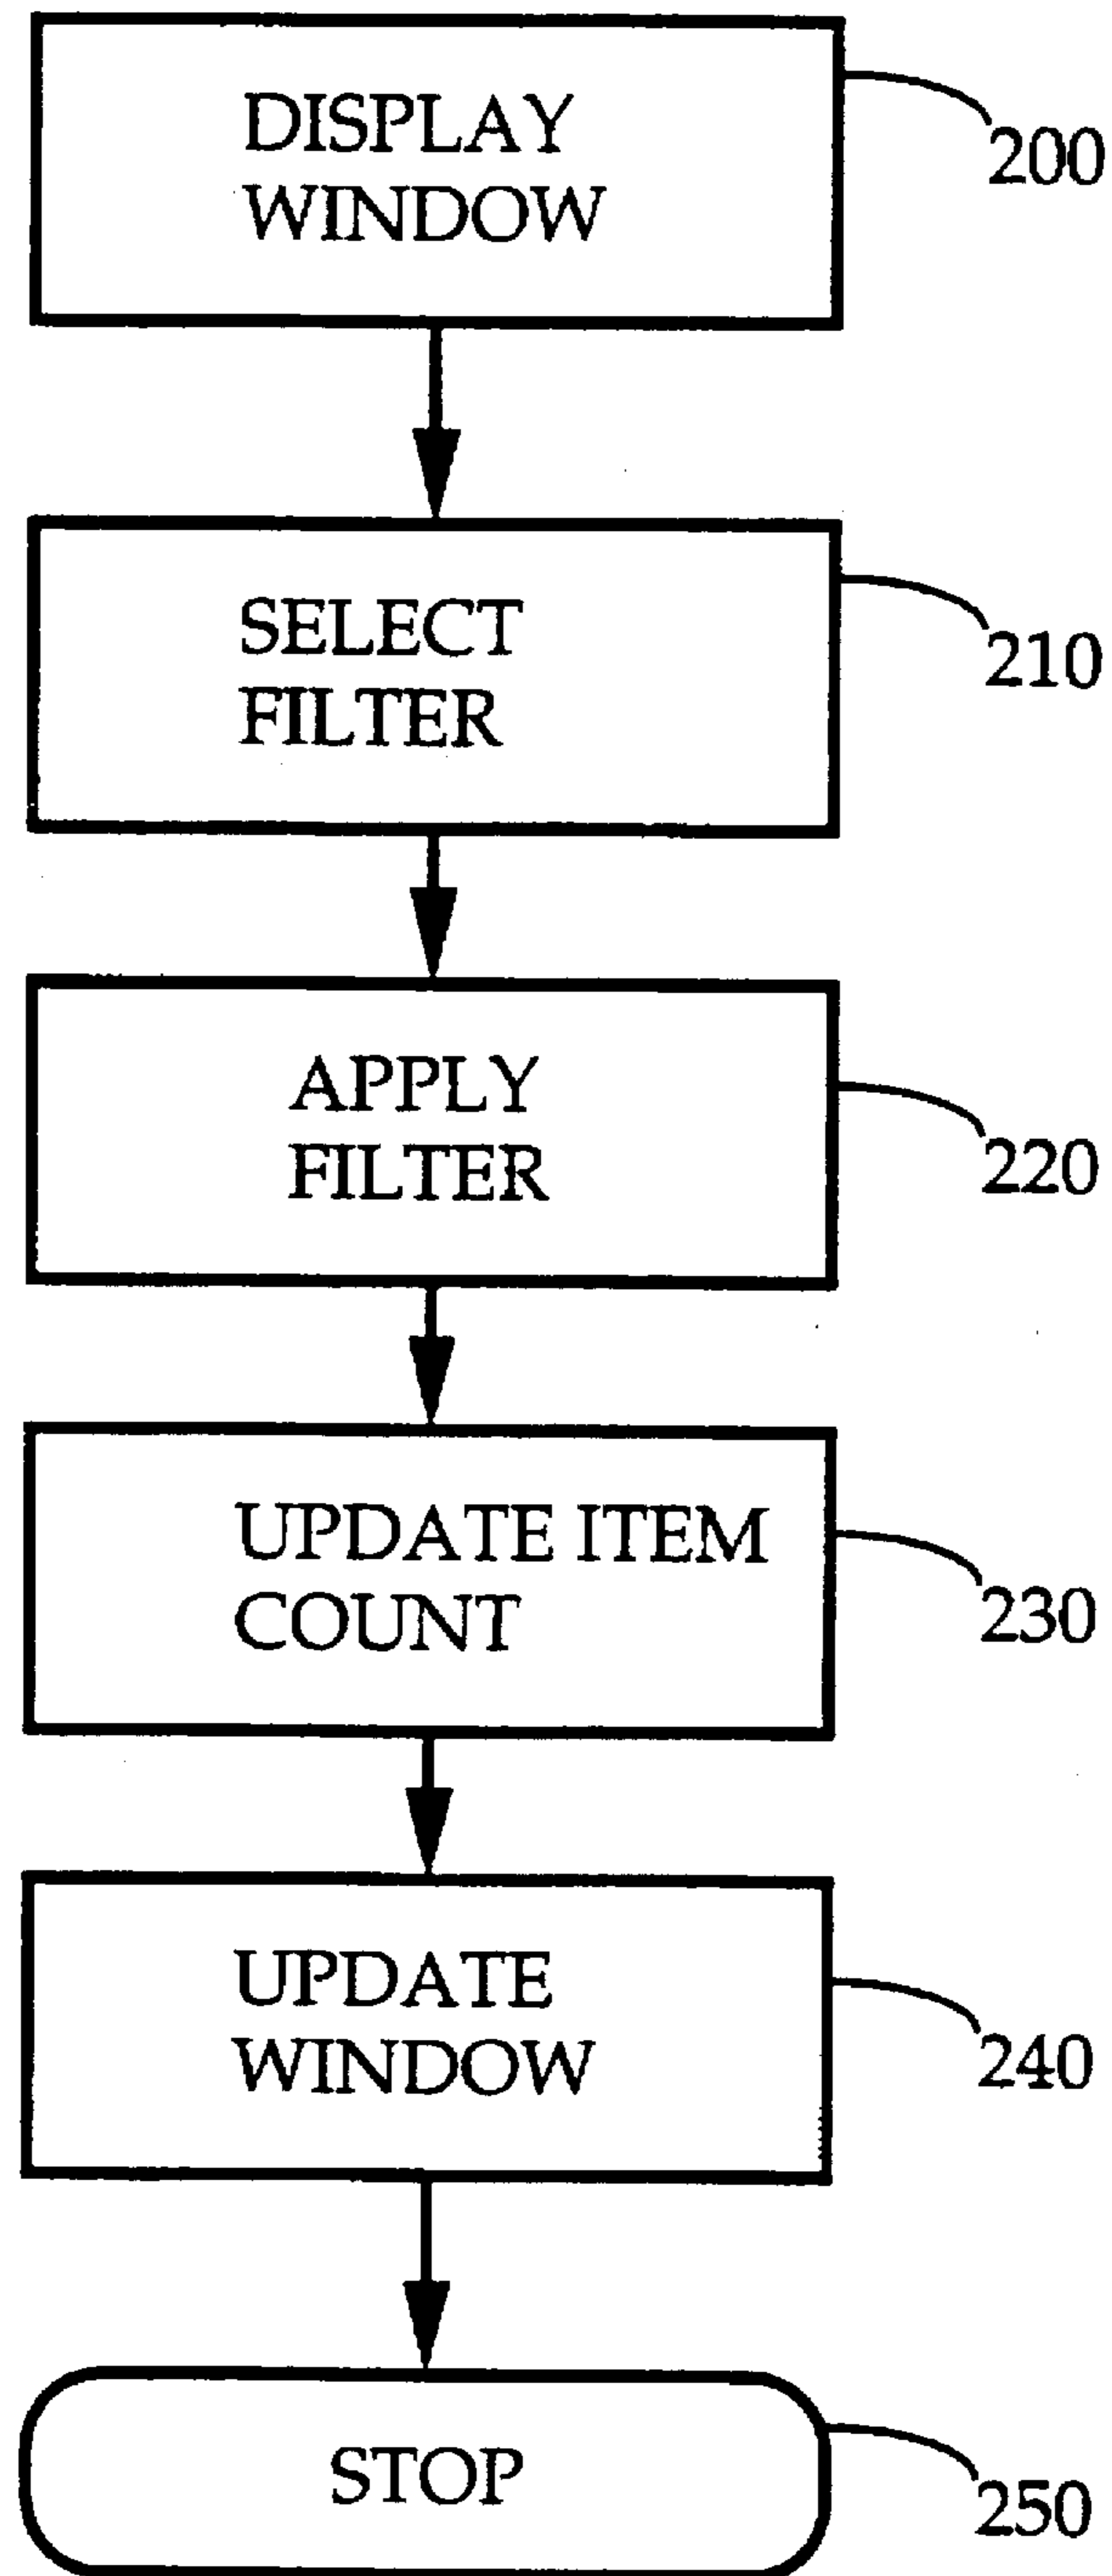 DISPLAY
WINDOW
200
SELECT
FILTER
210
APPLY
FILTER
220
UPDATE ITEM
COUNT
230
UPDATE
WINDOW
240
STOP
250